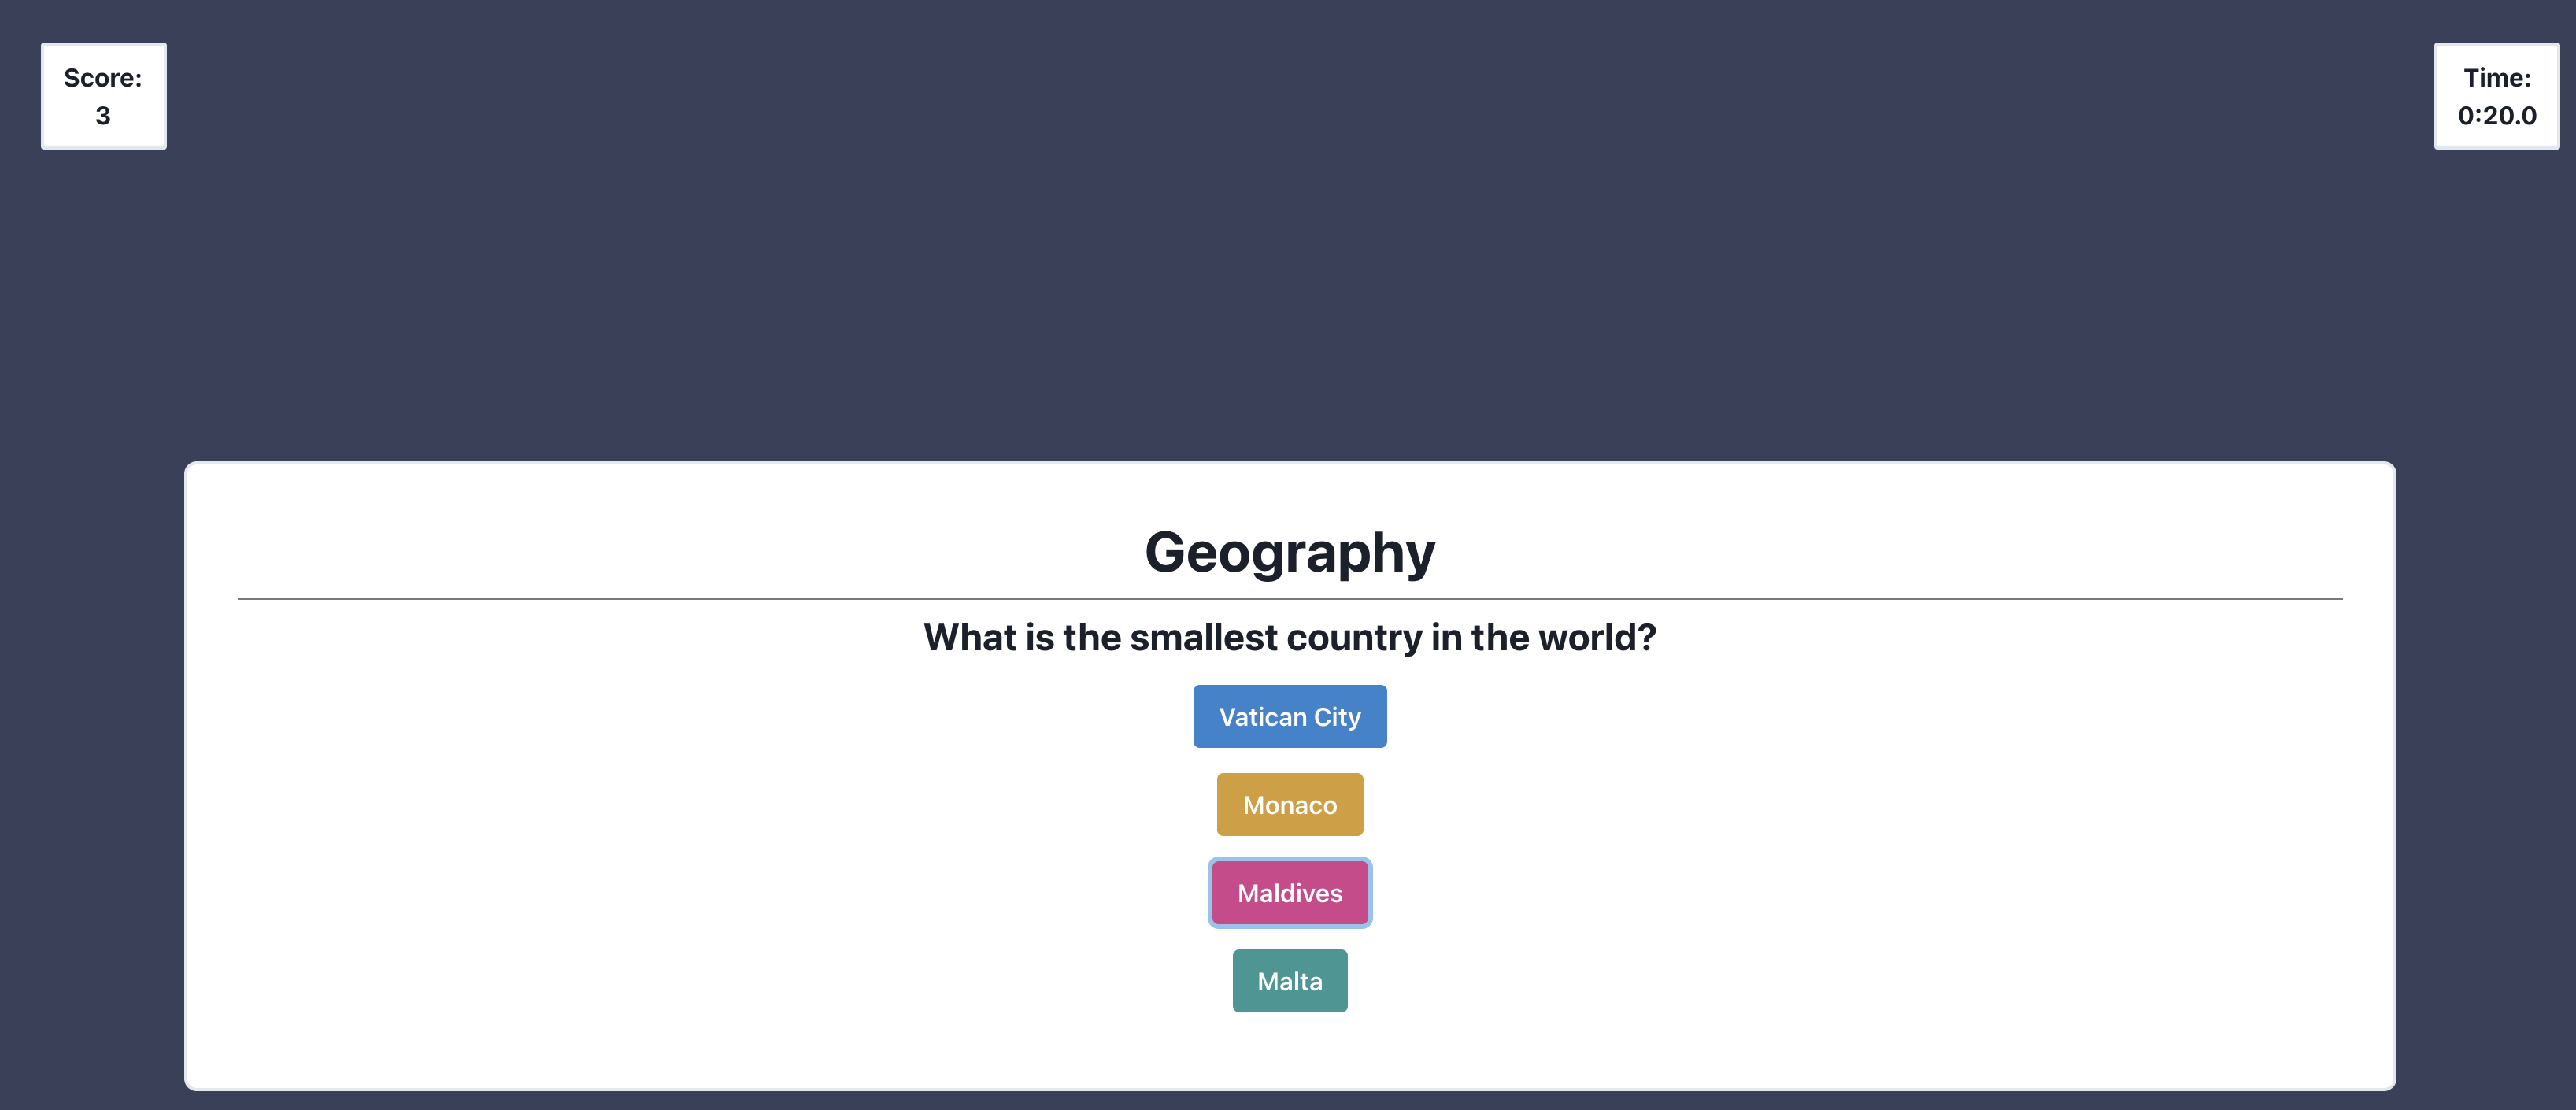 Score:
3
Time:
0:20.0
Geography
What is the smallest country in the world?
Vatican City
Monaco
Maldives
Malta